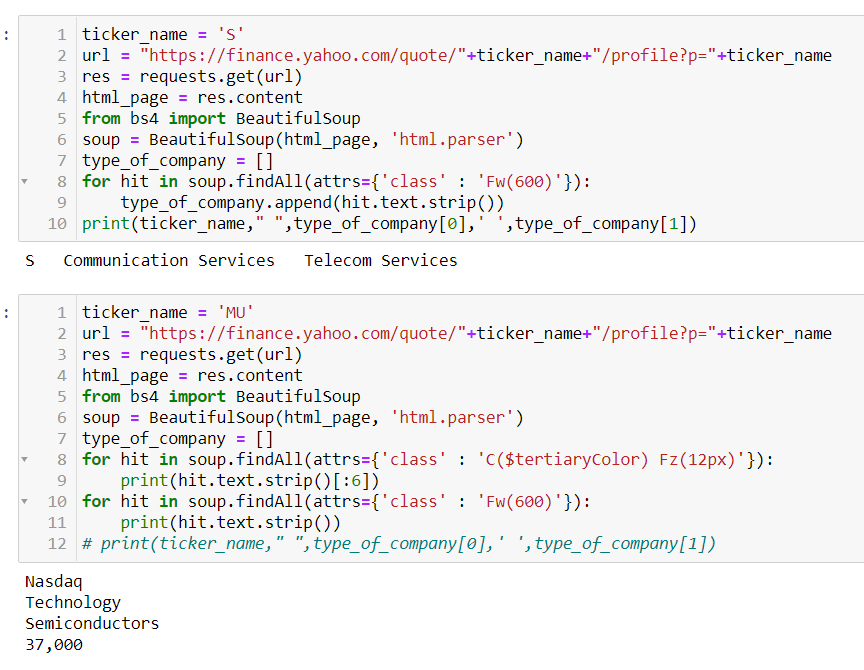 :
1 ticker_name = 'S'
2 url = "https://finance.yahoo.com/quote/"+ticker_name+"/profile?p="+ticker_name
3 res = requests.get(url)
4 html_page = res.content
5 from bs4 import BeautifulSoup
6 soup = BeautifulSoup(html_page, 'html.parser')
7 type_of_company = []
8 for hit in soup.findAll(attrs={'class' : 'Fw(600)'}):
9     type_of_company.append(hit.text.strip())
10 print(ticker_name," ",type_of_company[0],' ',type_of_company[1])
S   Communication Services   Telecom Services
:
1 ticker_name = 'MU'
2 url = "https://finance.yahoo.com/quote/"+ticker_name+"/profile?p="+ticker_name
3 res = requests.get(url)
4 html_page = res.content
5 from bs4 import BeautifulSoup
6 soup = BeautifulSoup(html_page, 'html.parser')
7 type_of_company = []
8 for hit in soup.findAll(attrs={'class' : 'C($tertiaryColor) Fz(12px)'}):
9     print(hit.text.strip()[:6])
10 for hit in soup.findAll(attrs={'class' : 'Fw(600)'}):
11     print(hit.text.strip())
12 # print(ticker_name," ",type_of_company[0],' ',type_of_company[1])
Nasdaq
Technology
Semiconductors
37,000